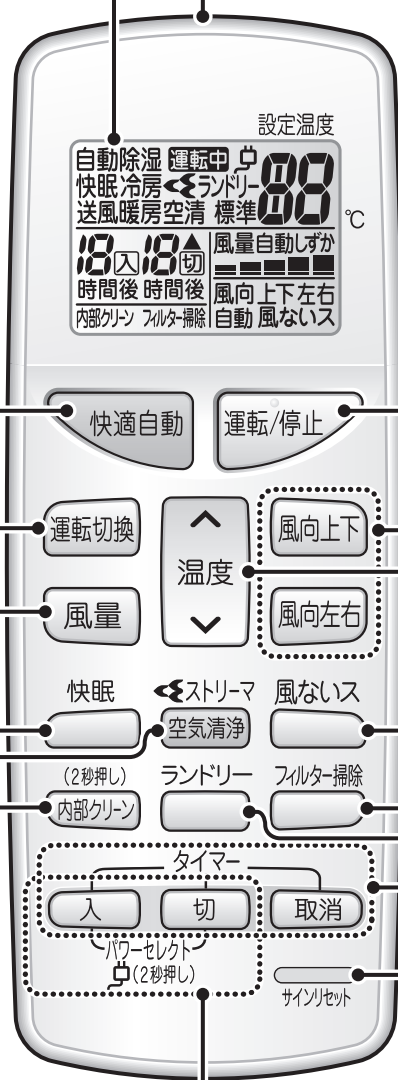 設定温度
自動除湿 運転中
快眠冷房 ランドリー
送風暖房空清 標準
88 ℃
18入 18切 風量自動しずか
時間後 時間後 風向 上下左右
内部クリーン フィルター掃除 自動 風ないス
快適自動 運転/停止
運転切換 風向上下
温度
風量 風向左右
快眠 ストリーマ 風ないス
空気清浄
(2秒押し) ランドリー フィルター掃除
内部クリーン
タイマー
入 切 取消
パワーセレクト
(2秒押し)
サインリセット